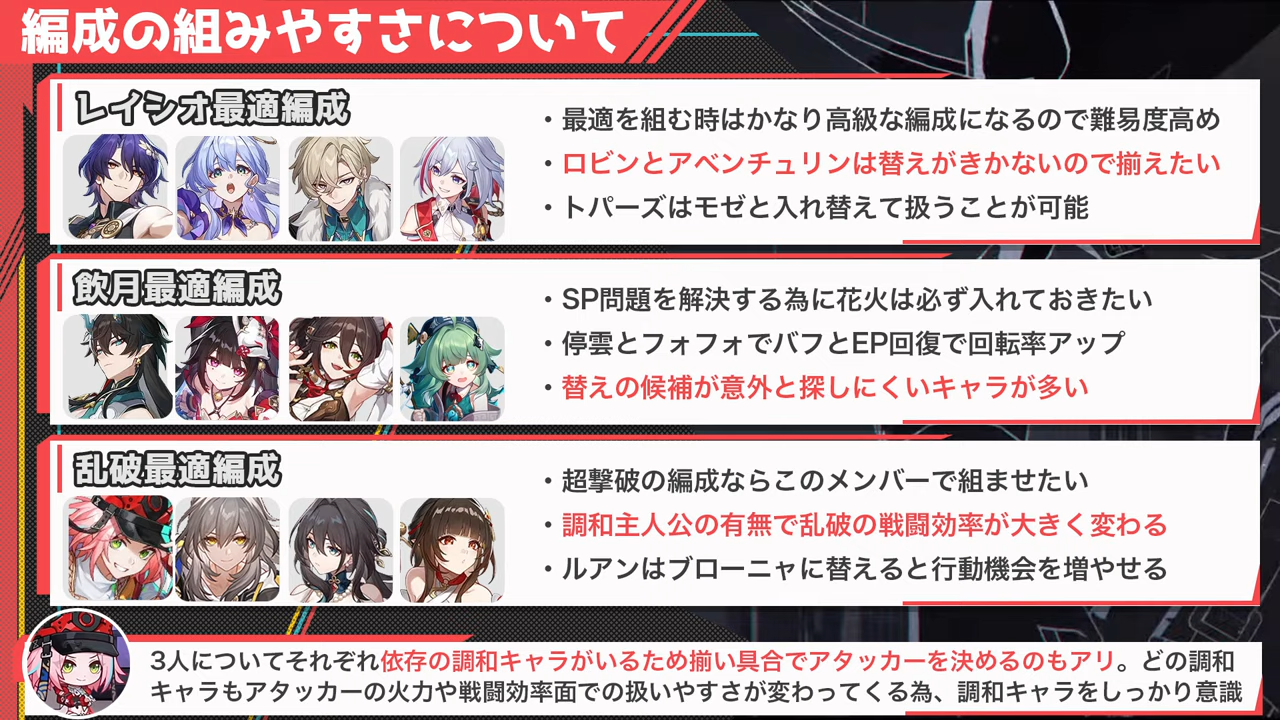 編成の組みやすさについて
レイシオ最適編成
・最適を組む時はかなり高級な編成になるので難易度高め
・ロビンとアベンチュリンは替えがきかないので揃えたい
・トパーズはモゼと入れ替えて扱うことが可能
飲月最適編成
・SP問題を解決する為に花火は必ず入れておきたい
・停雲とフォフォでバフとEP回復で回転率アップ
・替えの候補が意外と探しにくいキャラが多い
乱破最適編成
・超撃破の編成ならこのメンバーで組ませたい
・調和主人公の有無で乱破の戦闘効率が大きく変わる
・ルアンはブローニャに替えると行動機会を増やせる
3人についてそれぞれ依存の調和キャラがいるため揃い具合でアタッカーを決めるのもアリ。どの調和
キャラもアタッカーの火力や戦闘効率面での扱いやすさが変わってくる為、調和キャラをしっかり意識